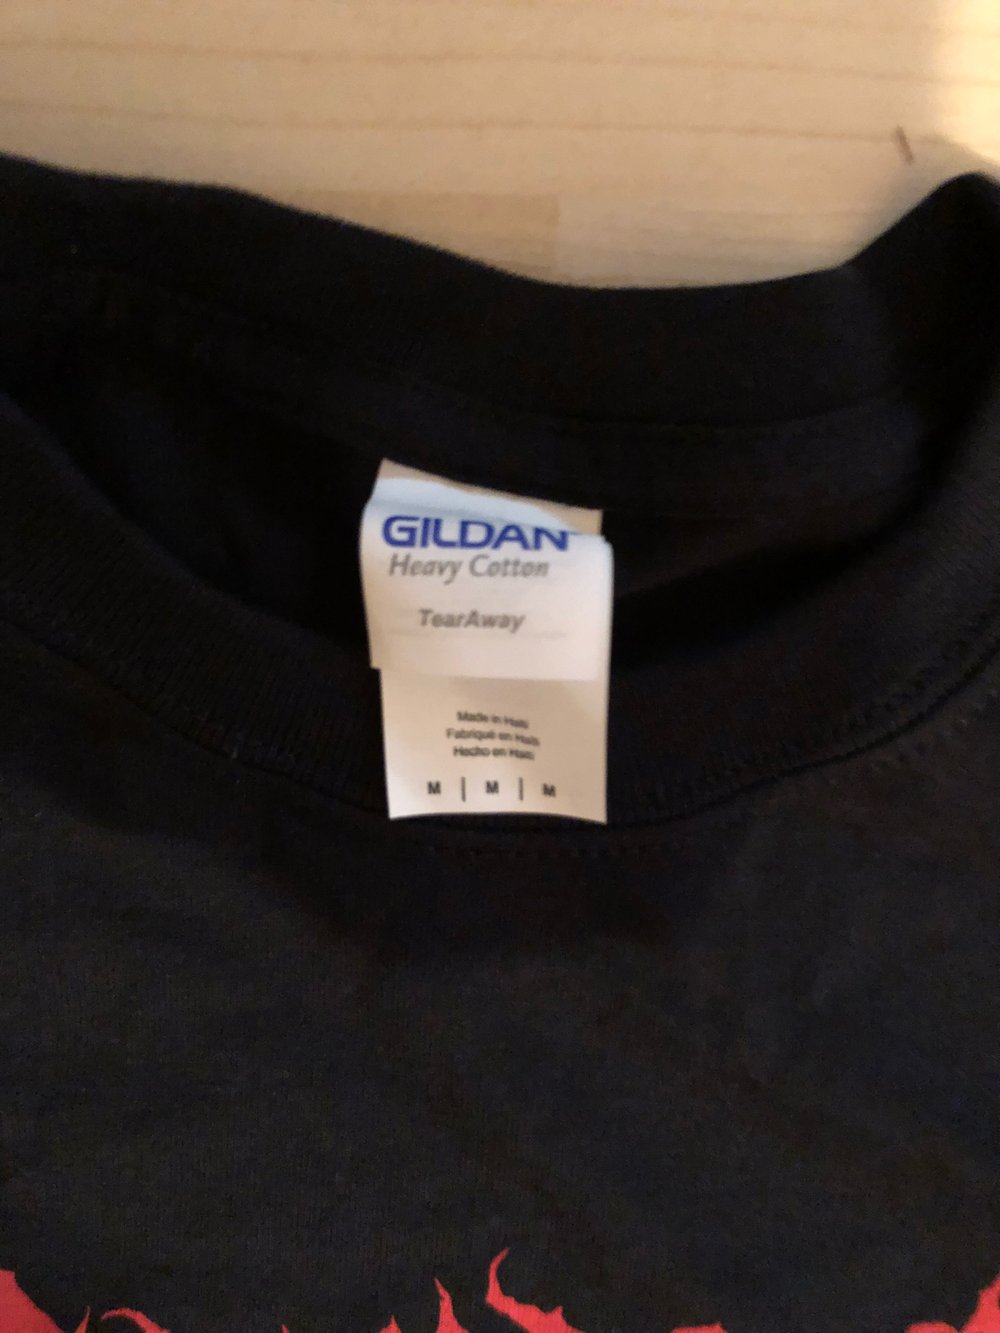 GILDAN
Heavy Cotton
TearAway
Made in Haiti
Fabriqué en Haïti
Hecho en Haití
M | M | M